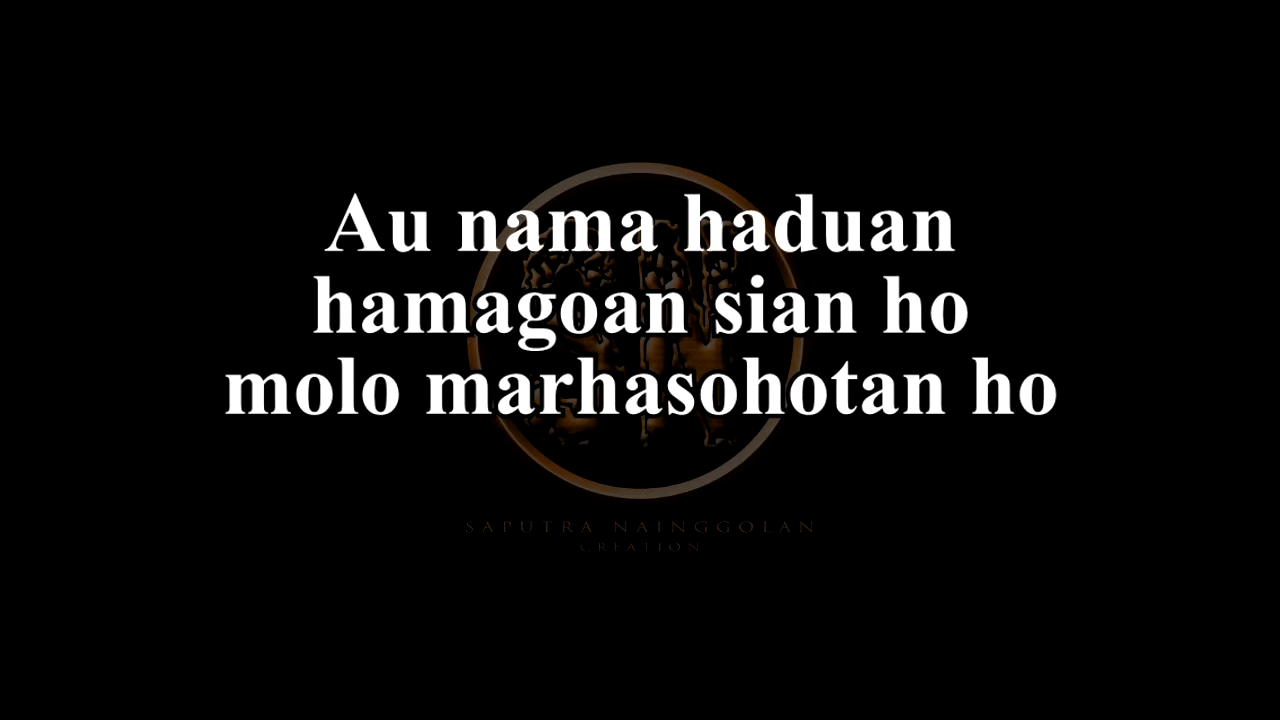 Au nama haduan
hamagoan sian ho
molo marhasohotan ho
SAPUTRA NAINGGOLAN
CREATION